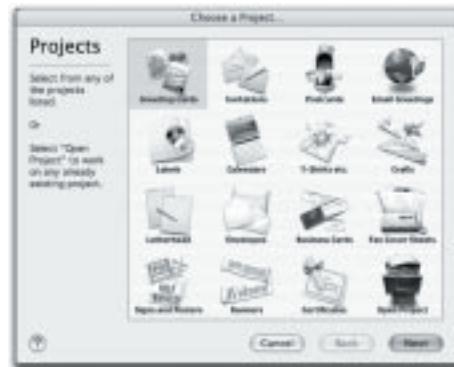 Choose a Project...
Projects
Select from any of
the projects
listed.
Or
Select "Open
Project" to work
on any already
existing project.
Greeting Cards
Invitations
Postcards
Email Greetings
Labels
Calendars
T-Shirts etc.
Crafts
Letterhead
Envelopes
Business Cards
Fax Cover Sheets
Signs and Posters
Banners
Certificates
Open Project
?
Cancel
Back
Next